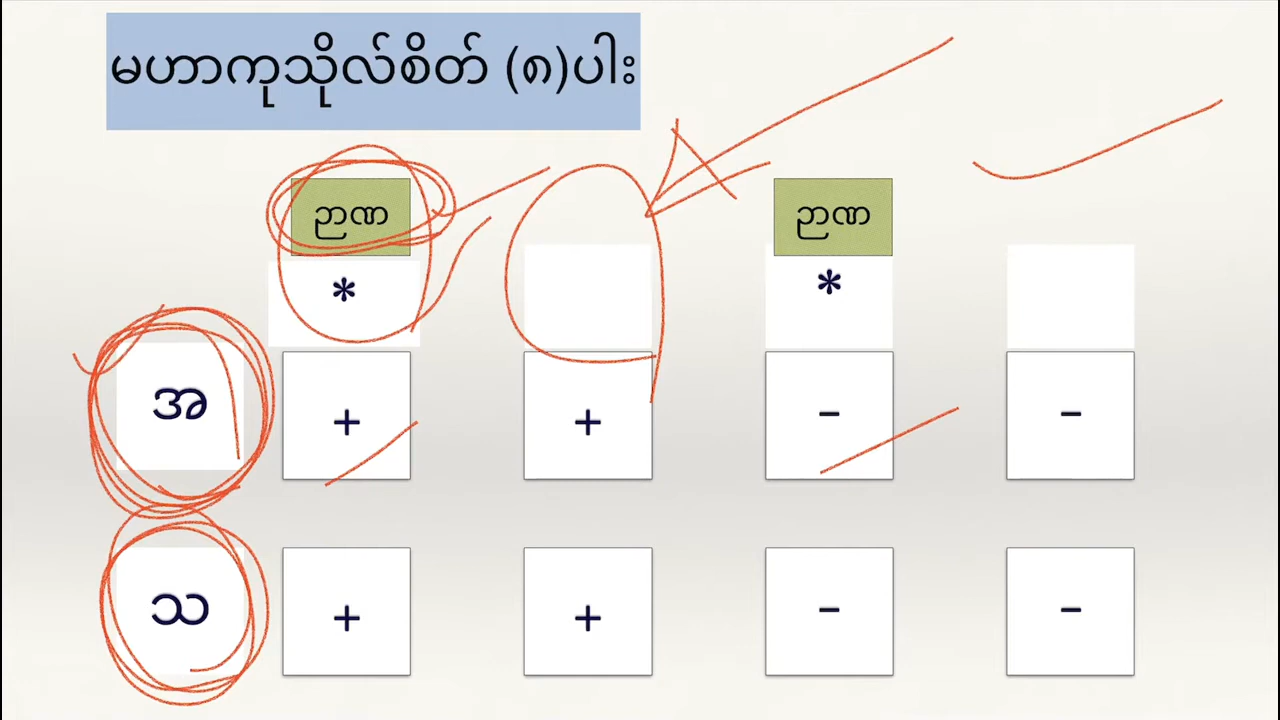 မဟာကုသိုလ်စိတ် (၈)ပါး
ဉာဏ ဉာဏ
* *
အ + + - -
သ + + - -